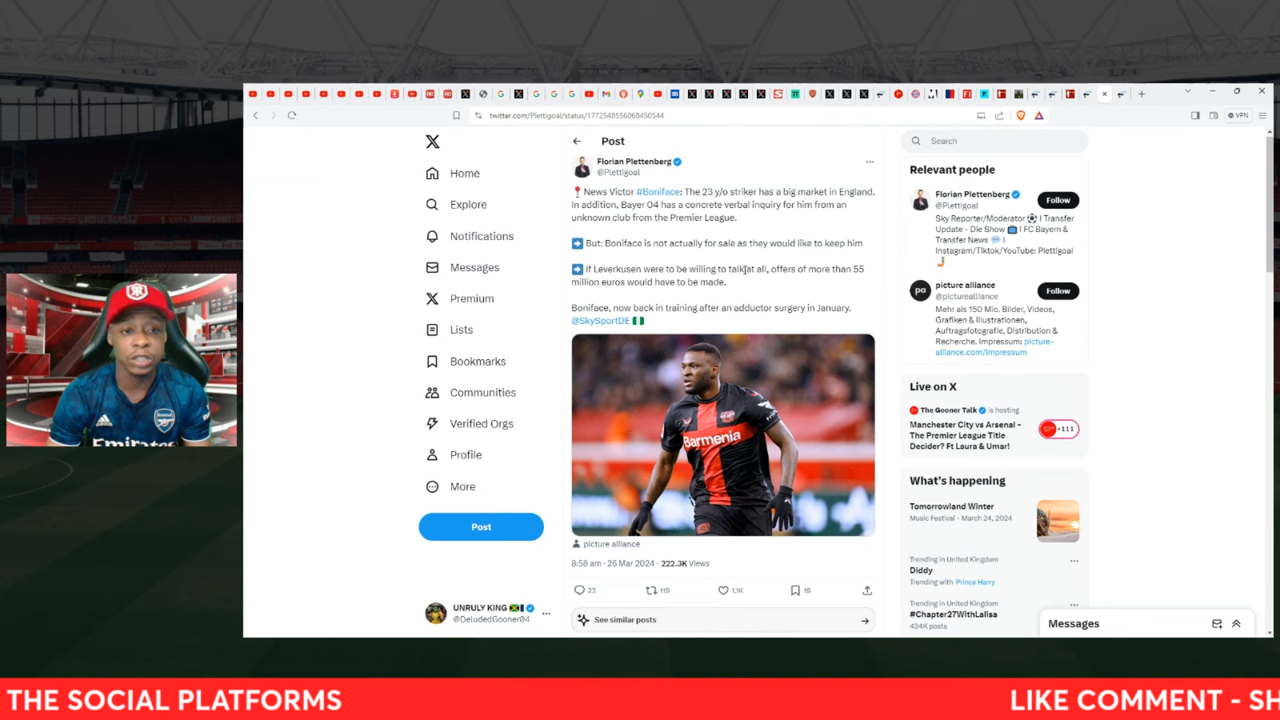 twitter.com/Plettigoal/status/1772548556068450544
VPN
Home
Explore
Notifications
Messages
Premium
Lists
Bookmarks
Communities
Verified Orgs
Profile
More
Post
UNRULY KING
@DeludedGooner04
Post
Florian Plettenberg
@Plettigoal
News Victor #Boniface: The 23 y/o striker has a big market in England.
In addition, Bayer 04 has a concrete verbal inquiry for him from an
unknown club from the Premier League.
But: Boniface is not actually for sale as they would like to keep him
If Leverkusen were to be willing to talk at all, offers of more than 55
million euros would have to be made.
Boniface, now back in training after an adductor surgery in January.
@SkySportDE
Barmenia
picture alliance
8:58 am · 26 Mar 2024 · 222.3K Views
23
119
1.1K
19
See similar posts
Search
Relevant people
Florian Plettenberg
@Plettigoal
Follow
Sky Reporter/Moderator | Transfer
Update - Die Show | FC Bayern &
Transfer News |
Instagram/Tiktok/YouTube: Plettigoal
pa
picture alliance
@picturealliance
Follow
Mehr als 150 Mio. Bilder, Videos,
Grafiken & Illustrationen,
Auftragsfotografie, Distribution &
Recherche. Impressum: picture-
alliance.com/Impressum
Live on X
The Gooner Talk is hosting
Manchester City vs Arsenal -
The Premier League Title
Decider? Ft Laura & Umar!
+111
What's happening
Tomorrowland Winter
Music Festival · March 24, 2024
Trending in United Kingdom
Diddy
Trending with Prince Harry
Trending in United Kingdom
#Chapter27WithLalisa
434K posts
Messages
Arsenal
Emirates
THE SOCIAL PLATFORMS
LIKE COMMENT - SH